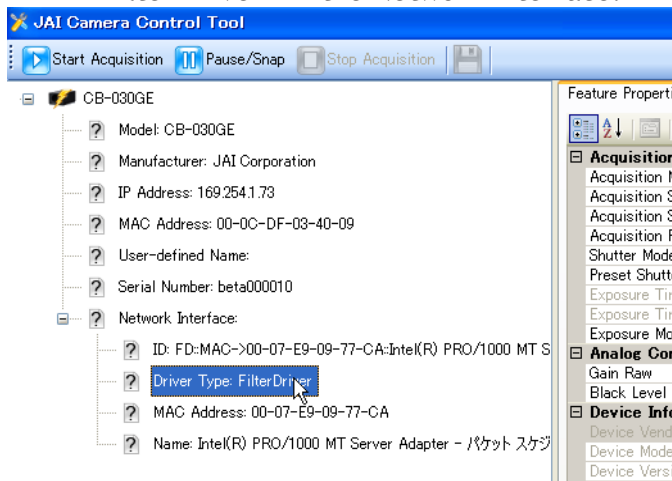 JAI Camera Control Tool
Start Acquisition Pause/Snap Stop Acquisition
CB-030GE
Model: CB-030GE
Manufacturer: JAI Corporation
IP Address: 169.254.1.73
MAC Address: 00-0C-DF-03-40-09
User-defined Name:
Serial Number: beta000010
Network Interface:
ID: FD::MAC->00-07-E9-09-77-CA::Intel(R) PRO/1000 MT S
Driver Type: FilterDriver
MAC Address: 00-07-E9-09-77-CA
Name: Intel(R) PRO/1000 MT Server Adapter - パケット スケジ
Feature Properti
Acquisition
Acquisition M
Acquisition S
Acquisition S
Acquisition F
Shutter Mode
Preset Shutt
Exposure Tim
Exposure Tim
Exposure Mo
Analog Con
Gain Raw
Black Level
Device Info
Device Vend
Device Mode
Device Versi